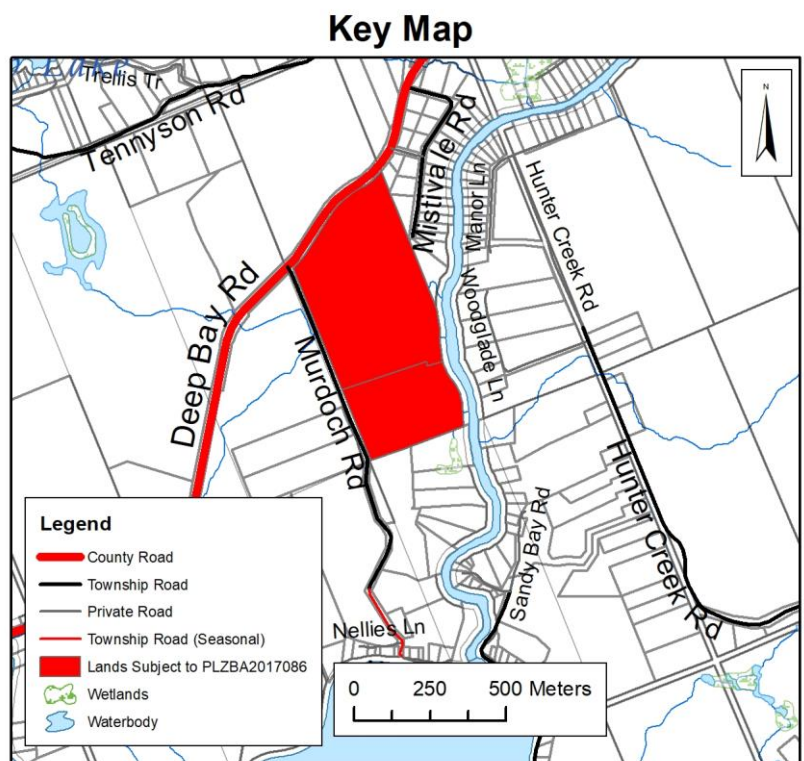 Key Map
Lake
Trellis Tr
Tennyson Rd
N
Mistivale Rd
Manor Ln
Hunter Creek Rd
Deep Bay Rd
Woodglade Ln
Murdoch Rd
Hunter Creek Rd
Sandy Bay Rd
Nellies Ln
Legend
County Road
Township Road
Private Road
Township Road (Seasonal)
Lands Subject to PLZBA2017086
Wetlands
Waterbody
0 250 500 Meters